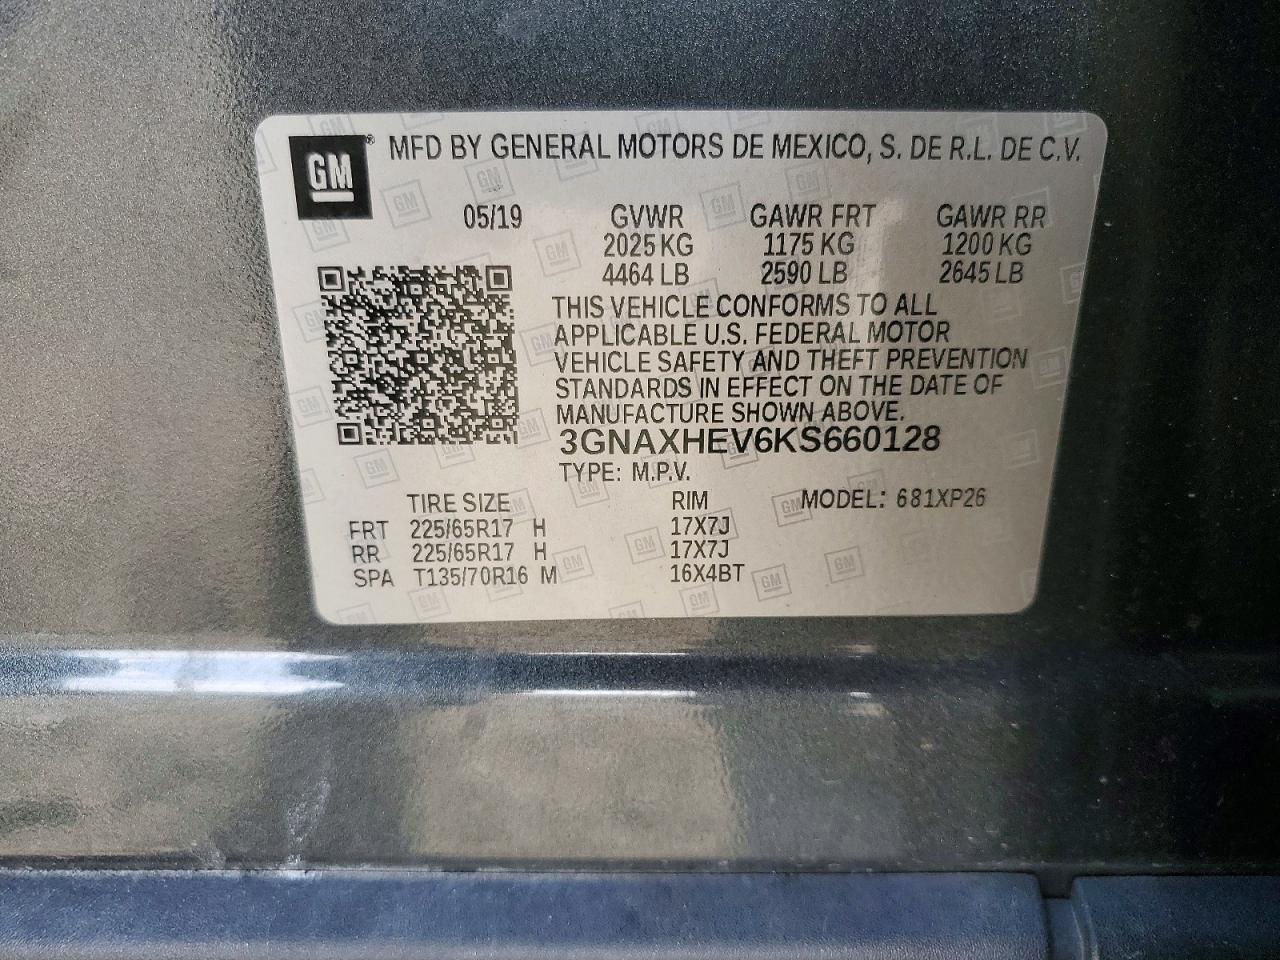 GM® MFD BY GENERAL MOTORS DE MEXICO, S. DE R.L. DE C.V.
05/19 GVWR GAWR FRT GAWR RR
2025 KG 1175 KG 1200 KG
4464 LB 2590 LB 2645 LB
THIS VEHICLE CONFORMS TO ALL
APPLICABLE U.S. FEDERAL MOTOR
VEHICLE SAFETY AND THEFT PREVENTION
STANDARDS IN EFFECT ON THE DATE OF
MANUFACTURE SHOWN ABOVE.
3GNAXHEV6KS660128
TYPE: M.P.V.
TIRE SIZE RIM MODEL: 681XP26
FRT 225/65R17 H 17X7J
RR 225/65R17 H 17X7J
SPA T135/70R16 M 16X4BT